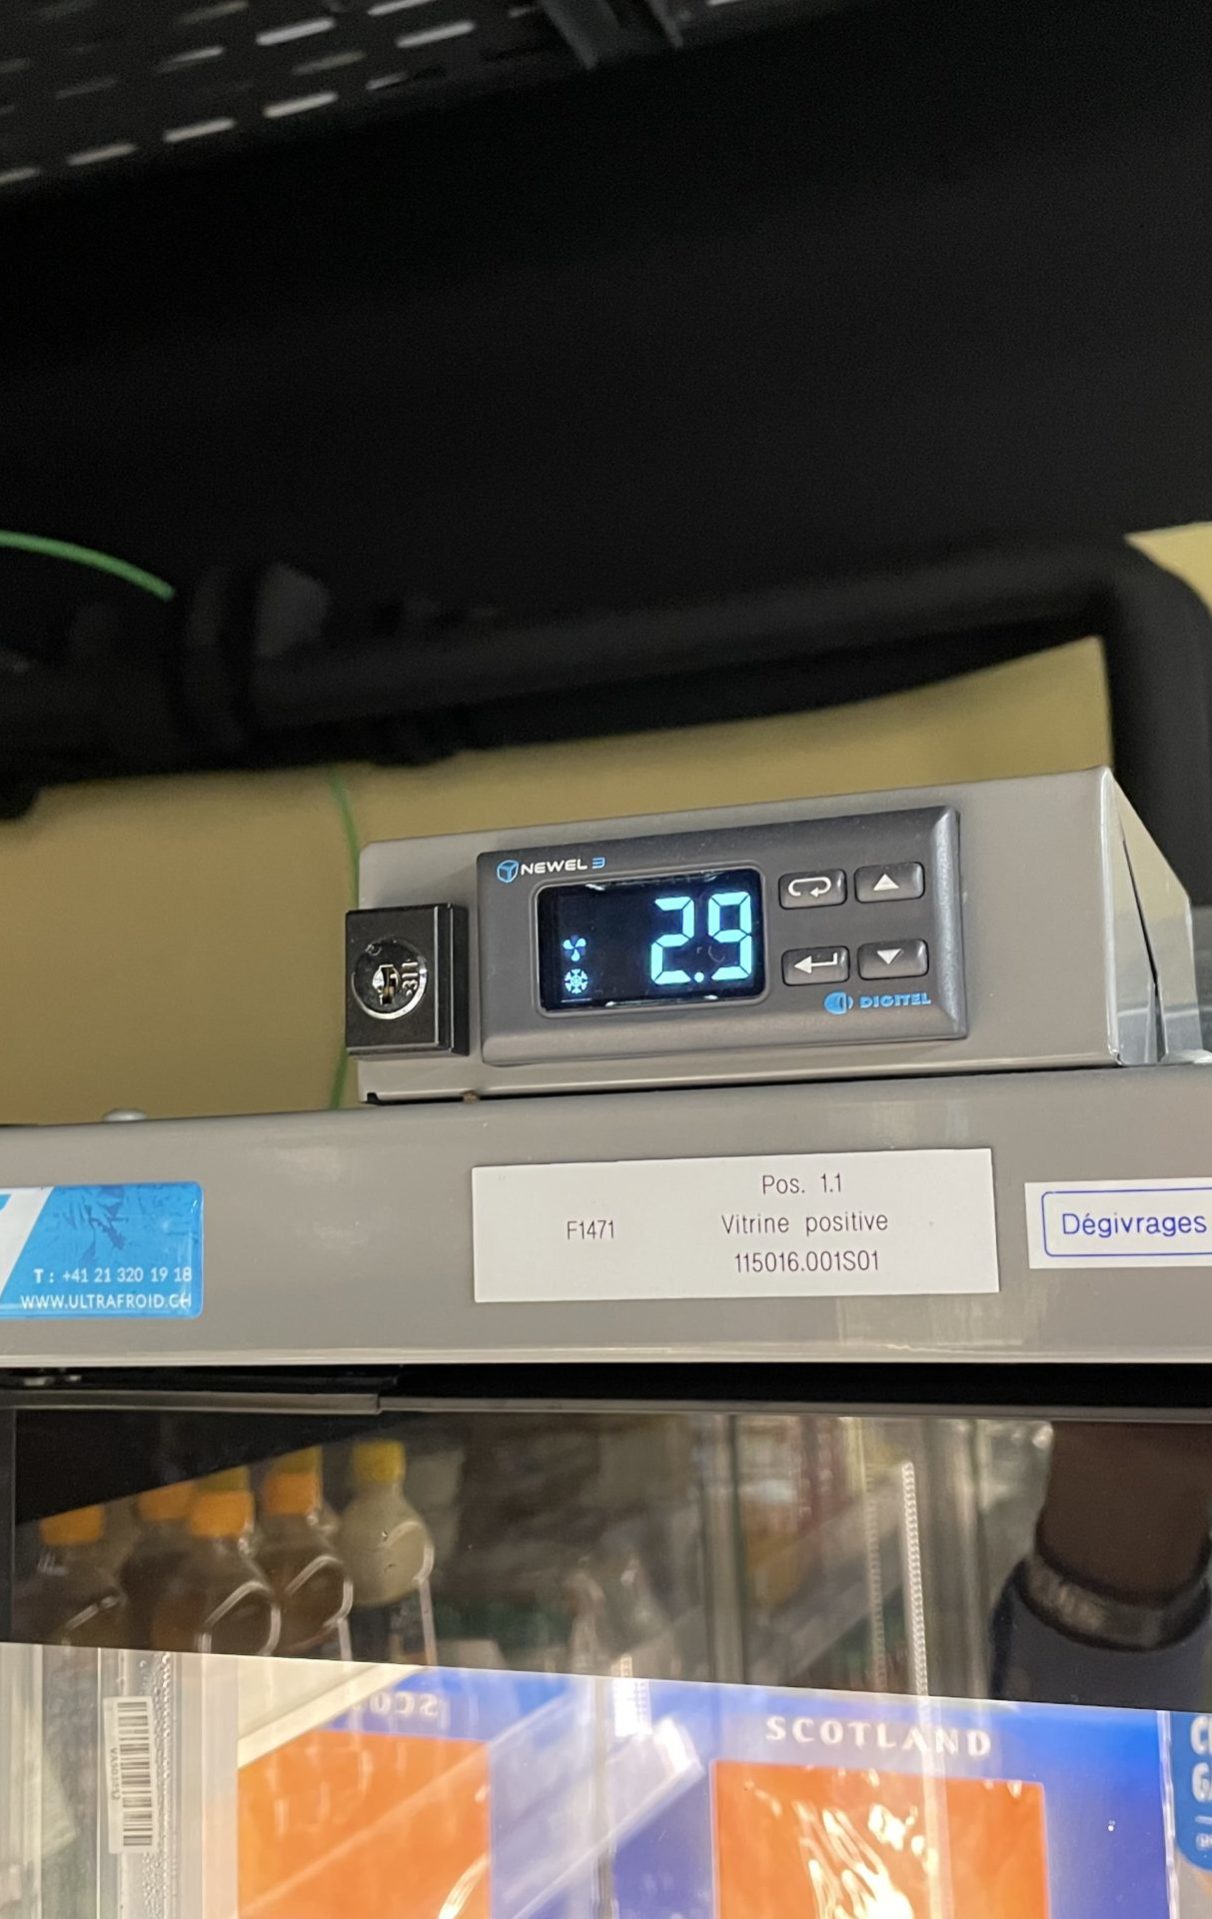 NEWEL 3
2.9
DIGITEL
311
Pos. 1.1
F1471
Vitrine positive
115016.001S01
Dégivrages
T : +41 21 320 19 18
WWW.ULTRAFROID.CH
SCOTLAND